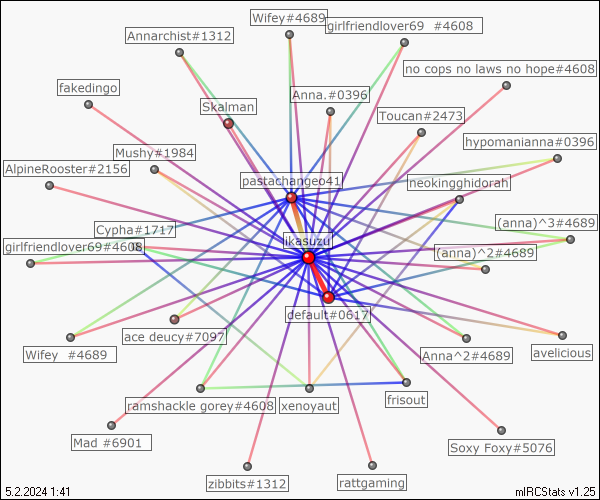 Wifey#4689
girlfriendlover69 #4608
Annarchist#1312
no cops no laws no hope#4608
fakedingo
Anna.#0396
Skalman
Toucan#2473
hypomanianna#0396
Mushy#1984
AlpineRooster#2156
pastachange041
neokingghidorah
(anna)^3#4689
Cypha#1717
ikasuzu
girlfriendlover69#4608
(anna)^2#4689
default#0617
ace deucy#7097
Wifey #4689
Anna^2#4689
avelicious
ramshackle gorey#4608
xenoyaut
frisout
Mad #6901
Soxy Foxy#5076
zibbits#1312
rattgaming
5.2.2024 1:41
mIRCStats v1.25